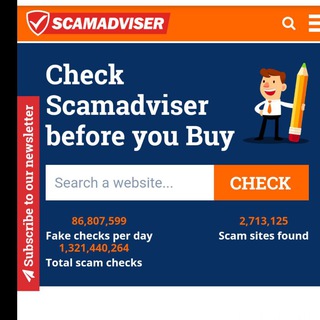 SCAMADVISER
Check
Scamadviser
before you Buy
Search a website...
CHECK
86,807,599
Fake checks per day
1,321,440,264
Total scam checks
2,713,125
Scam sites found
Subscribe to our newsletter